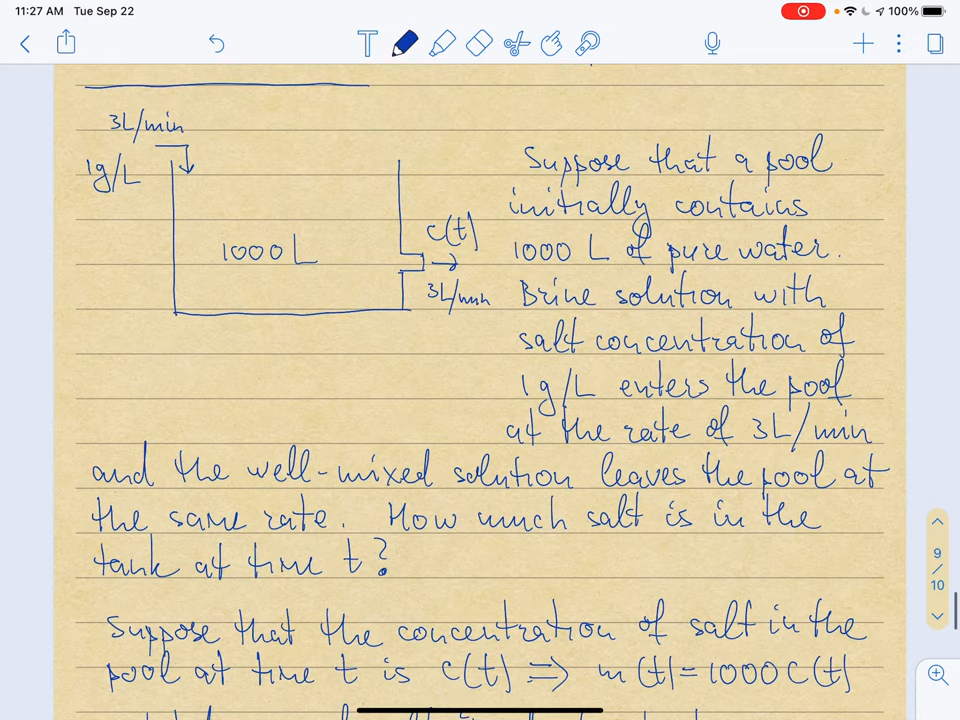 11:27 AM Tue Sep 22
100%
T
3L/min
1g/L
1000 L
c(t)
3L/min
Suppose that a pool
initially contains
1000 L of pure water.
Brine solution with
salt concentration of
1g/L enters the pool
at the rate of 3L/min
and the well-mixed solution leaves the pool at
the same rate. How much salt is in the
tank at time t?
Suppose that the concentration of salt in the
pool at time t is c(t) ⟹ m(t)=1000 c(t)
9
/
10